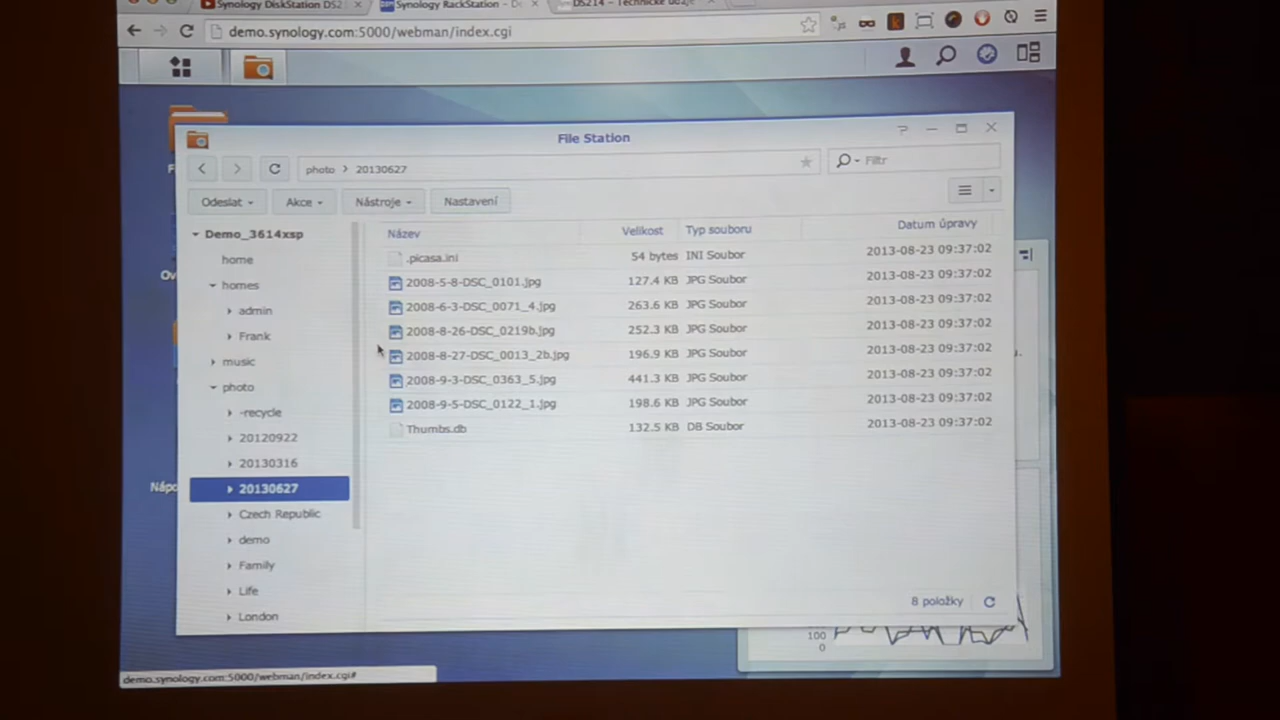 Synology DiskStation DS2 Synology RackStation - D DS214 - Technické údaje
demo.synology.com:5000/webman/index.cgi
File Station
photo > 20130627 Filtr
Odeslat Akce Nástroje Nastavení
Demo_3614xsp
home
homes
admin
Frank
music
photo
-recycle
20120922
20130316
20130627
Czech Republic
demo
Family
Life
London
Název Velikost Typ souboru Datum úpravy
.picasa.ini 54 bytes INI Soubor 2013-08-23 09:37:02
2008-5-8-DSC_0101.jpg 127.4 KB JPG Soubor 2013-08-23 09:37:02
2008-6-3-DSC_0071_4.jpg 263.6 KB JPG Soubor 2013-08-23 09:37:02
2008-8-26-DSC_0219b.jpg 252.3 KB JPG Soubor 2013-08-23 09:37:02
2008-8-27-DSC_0013_2b.jpg 196.9 KB JPG Soubor 2013-08-23 09:37:02
2008-9-3-DSC_0363_5.jpg 441.3 KB JPG Soubor 2013-08-23 09:37:02
2008-9-5-DSC_0122_1.jpg 198.6 KB JPG Soubor 2013-08-23 09:37:02
Thumbs.db 132.5 KB DB Soubor 2013-08-23 09:37:02
8 položky
Nápo
100
0
demo.synology.com:5000/webman/index.cgi#